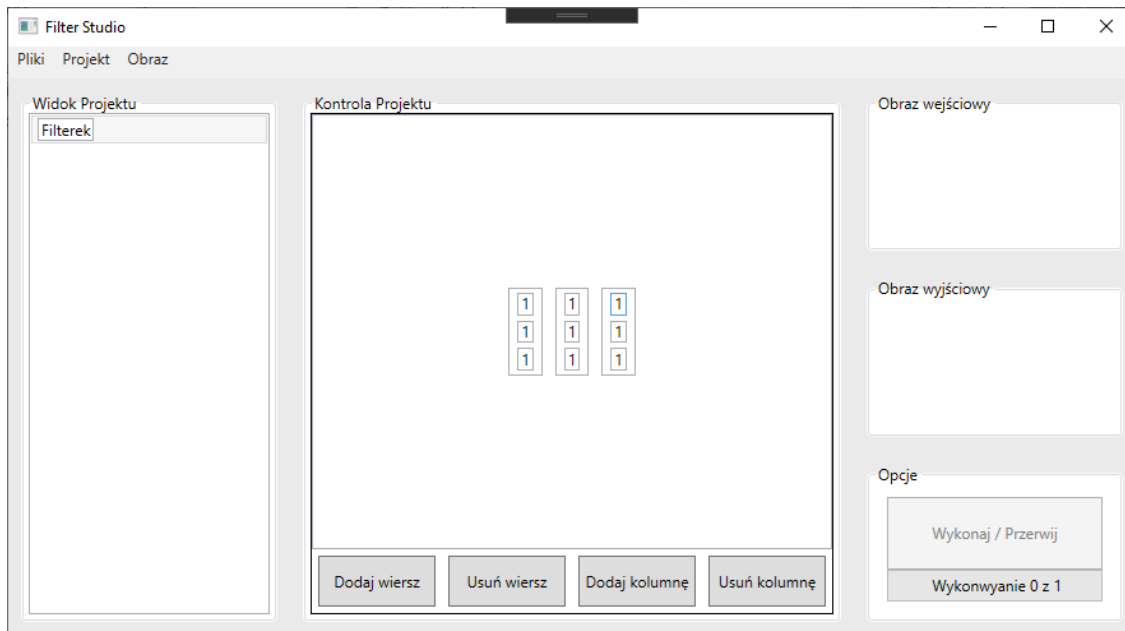 Filter Studio
Pliki Projekt Obraz
Widok Projektu
Filterek
Kontrola Projektu
1 1 1
1 1 1
1 1 1
Dodaj wiersz Usuń wiersz Dodaj kolumnę Usuń kolumnę
Obraz wejściowy
Obraz wyjściowy
Opcje
Wykonaj / Przerwij
Wykonwyanie 0 z 1